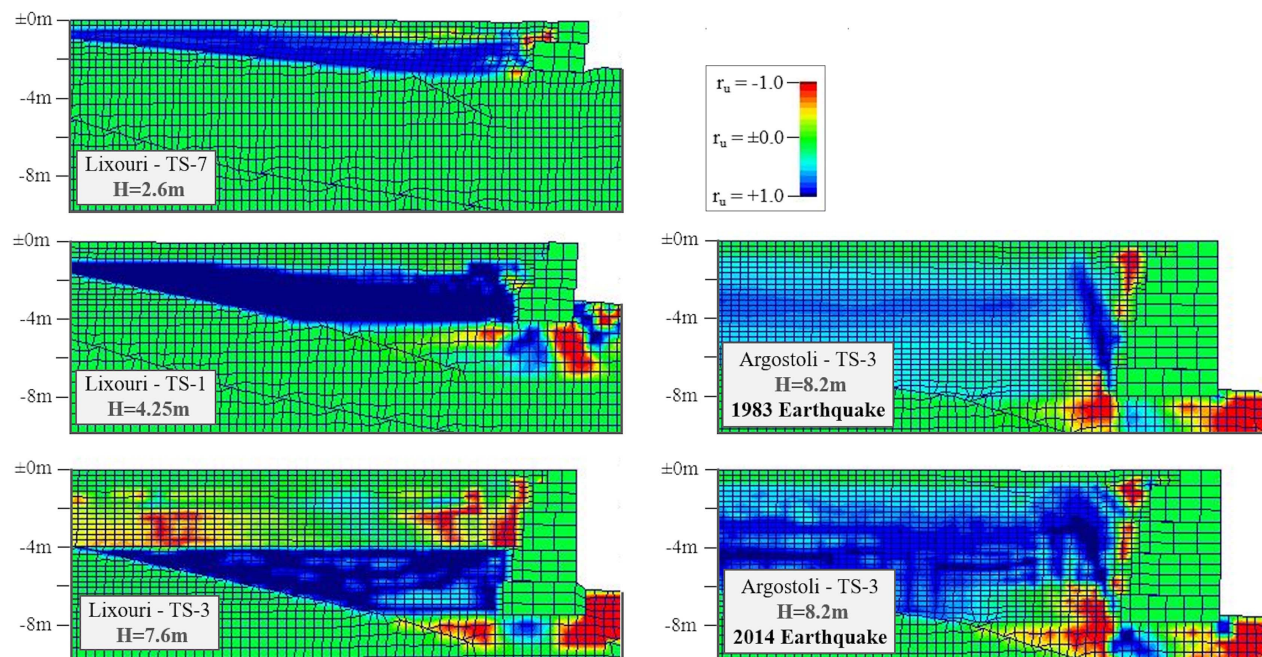 ±0m
-4m
-8m
Lixouri - TS-7
H=2.6m
r_u = -1.0
r_u = ±0.0
r_u = +1.0
±0m
-4m
-8m
Lixouri - TS-1
H=4.25m
±0m
-4m
-8m
Argostoli - TS-3
H=8.2m
1983 Earthquake
±0m
-4m
-8m
Lixouri - TS-3
H=7.6m
±0m
-4m
-8m
Argostoli - TS-3
H=8.2m
2014 Earthquake